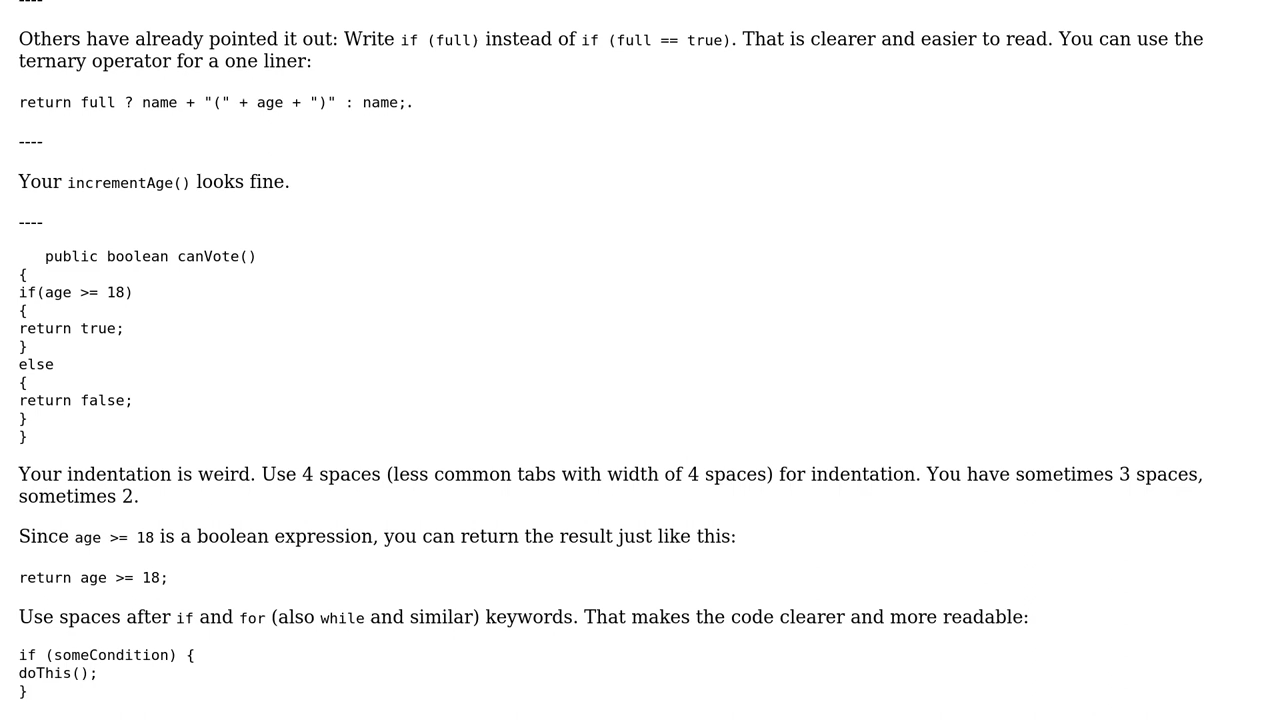 ----
Others have already pointed it out: Write if (full) instead of if (full == true). That is clearer and easier to read. You can use the
ternary operator for a one liner:
return full ? name + "(" + age + ")" : name;.
----
Your incrementAge() looks fine.
----
   public boolean canVote()
{
if(age >= 18)
{
return true;
}
else
{
return false;
}
}
Your indentation is weird. Use 4 spaces (less common tabs with width of 4 spaces) for indentation. You have sometimes 3 spaces,
sometimes 2.
Since age >= 18 is a boolean expression, you can return the result just like this:
return age >= 18;
Use spaces after if and for (also while and similar) keywords. That makes the code clearer and more readable:
if (someCondition) {
doThis();
}